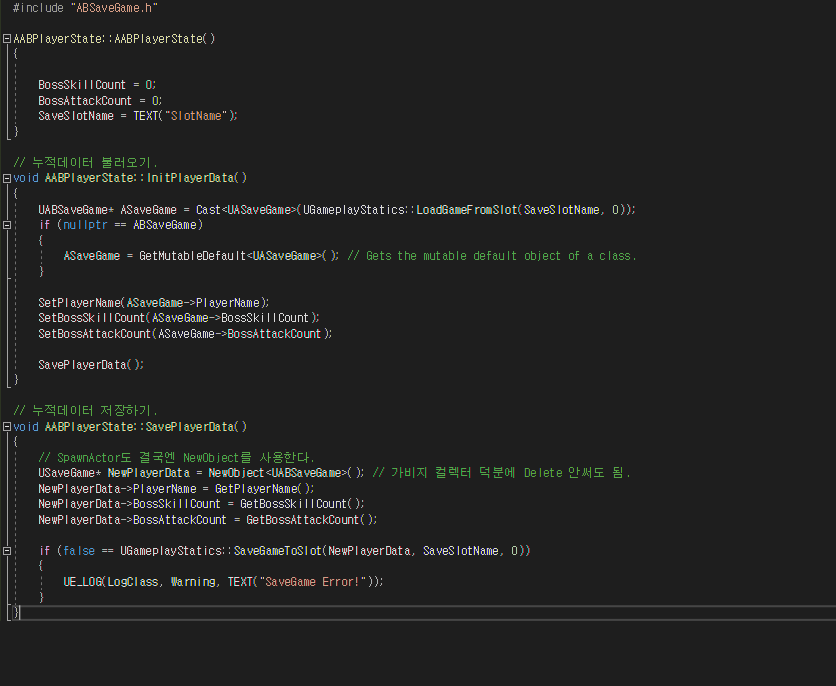 #include "ABSaveGame.h"
AABPlayerState::AABPlayerState()
{
BossSkillCount = 0;
BossAttackCount = 0;
SaveSlotName = TEXT("SlotName");
}
// 누적데이터 불러오기.
void AABPlayerState::InitPlayerData()
{
UABSaveGame* ASaveGame = Cast<UASaveGame>(UGameplayStatics::LoadGameFromSlot(SaveSlotName, 0));
if (nullptr == ABSaveGame)
{
ASaveGame = GetMutableDefault<UASaveGame>(); // Gets the mutable default object of a class.
}
SetPlayerName(ASaveGame->PlayerName);
SetBossSkillCount(ASaveGame->BossSkillCount);
SetBossAttackCount(ASaveGame->BossAttackCount);
SavePlayerData();
}
// 누적데이터 저장하기.
void AABPlayerState::SavePlayerData()
{
// SpawnActor도 결국엔 NewObject를 사용한다.
USaveGame* NewPlayerData = NewObject<UABSaveGame>(); // 가비지 컬렉터 덕분에 Delete 안써도 됨.
NewPlayerData->PlayerName = GetPlayerName();
NewPlayerData->BossSkillCount = GetBossSkillCount();
NewPlayerData->BossAttackCount = GetBossAttackCount();
if (false == UGameplayStatics::SaveGameToSlot(NewPlayerData, SaveSlotName, 0))
{
UE_LOG(LogClass, Warning, TEXT("SaveGame Error!"));
}
}